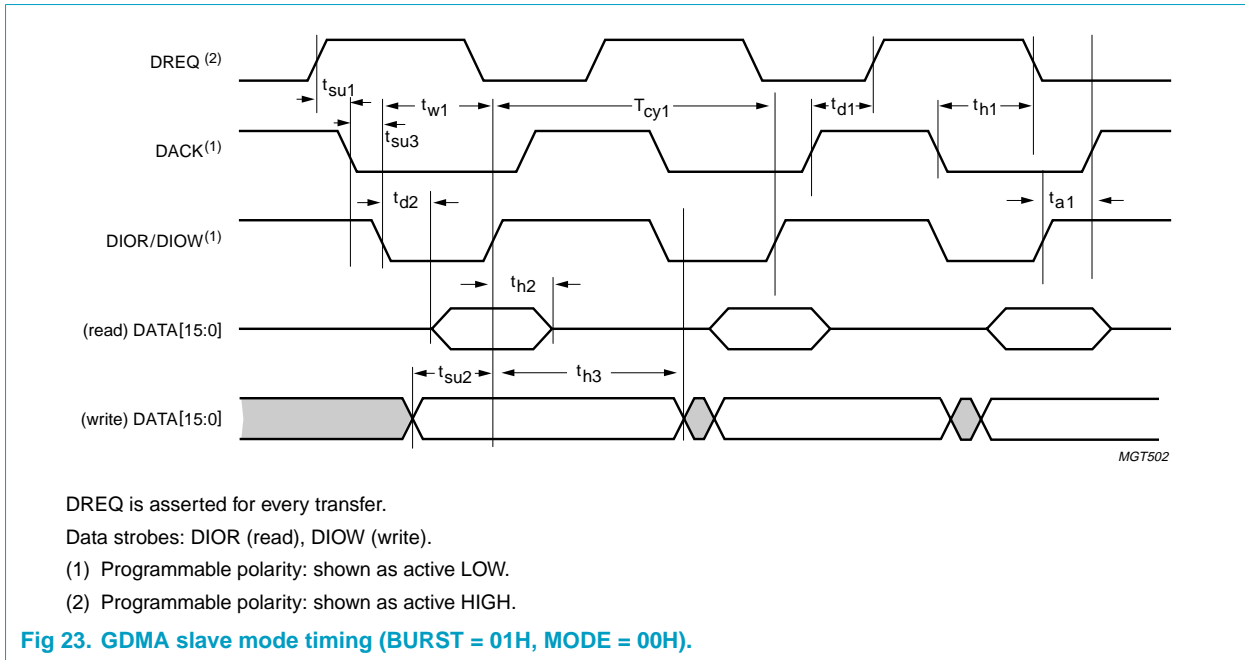 DREQ (2)
tsu1
tw1
Tcy1
td1
th1
tsu3
DACK(1)
td2
ta1
DIOR/DIOW(1)
th2
(read) DATA[15:0]
tsu2
th3
(write) DATA[15:0]
MGT502
DREQ is asserted for every transfer.
Data strobes: DIOR (read), DIOW (write).
(1) Programmable polarity: shown as active LOW.
(2) Programmable polarity: shown as active HIGH.
Fig 23. GDMA slave mode timing (BURST = 01H, MODE = 00H).